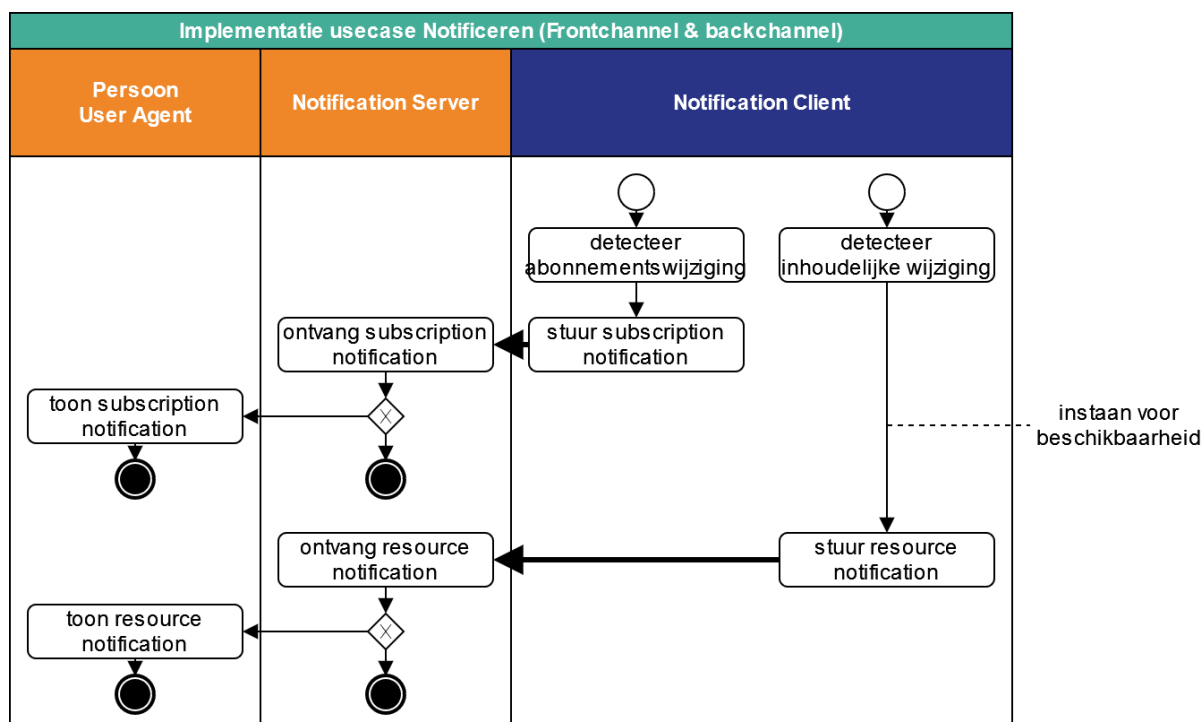 Implementatie usecase Notificeren (Frontchannel & backchannel)
Persoon
User Agent
Notification Server
Notification Client
detecteer
abonnementswijziging
detecteer
inhoudelijke wijziging
ontvang subscription
notification
stuur subscription
notification
toon subscription
notification
X
instaan voor
beschikbaarheid
ontvang resource
notification
stuur resource
notification
toon resource
notification
X